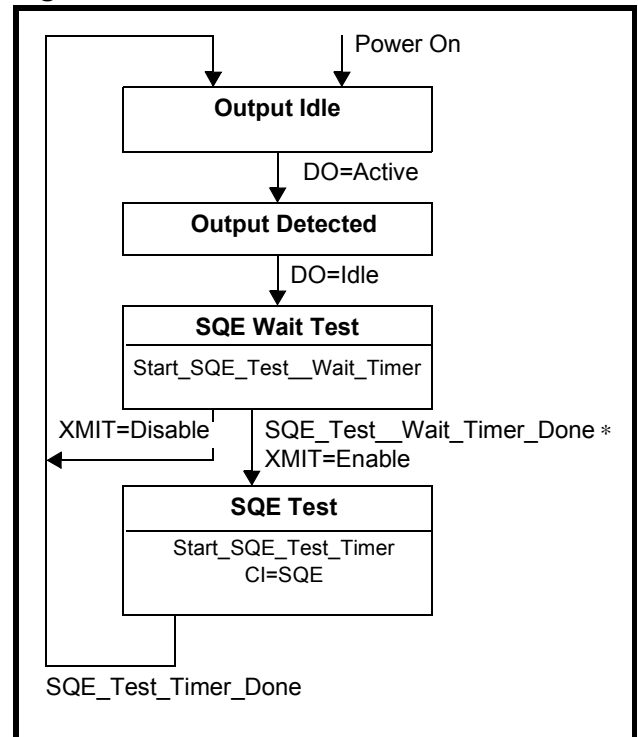 Power On
Output Idle
DO=Active
Output Detected
DO=Idle
SQE Wait Test
Start_SQE_Test__Wait_Timer
XMIT=Disable
SQE_Test__Wait_Timer_Done *
XMIT=Enable
SQE Test
Start_SQE_Test_Timer
CI=SQE
SQE_Test_Timer_Done